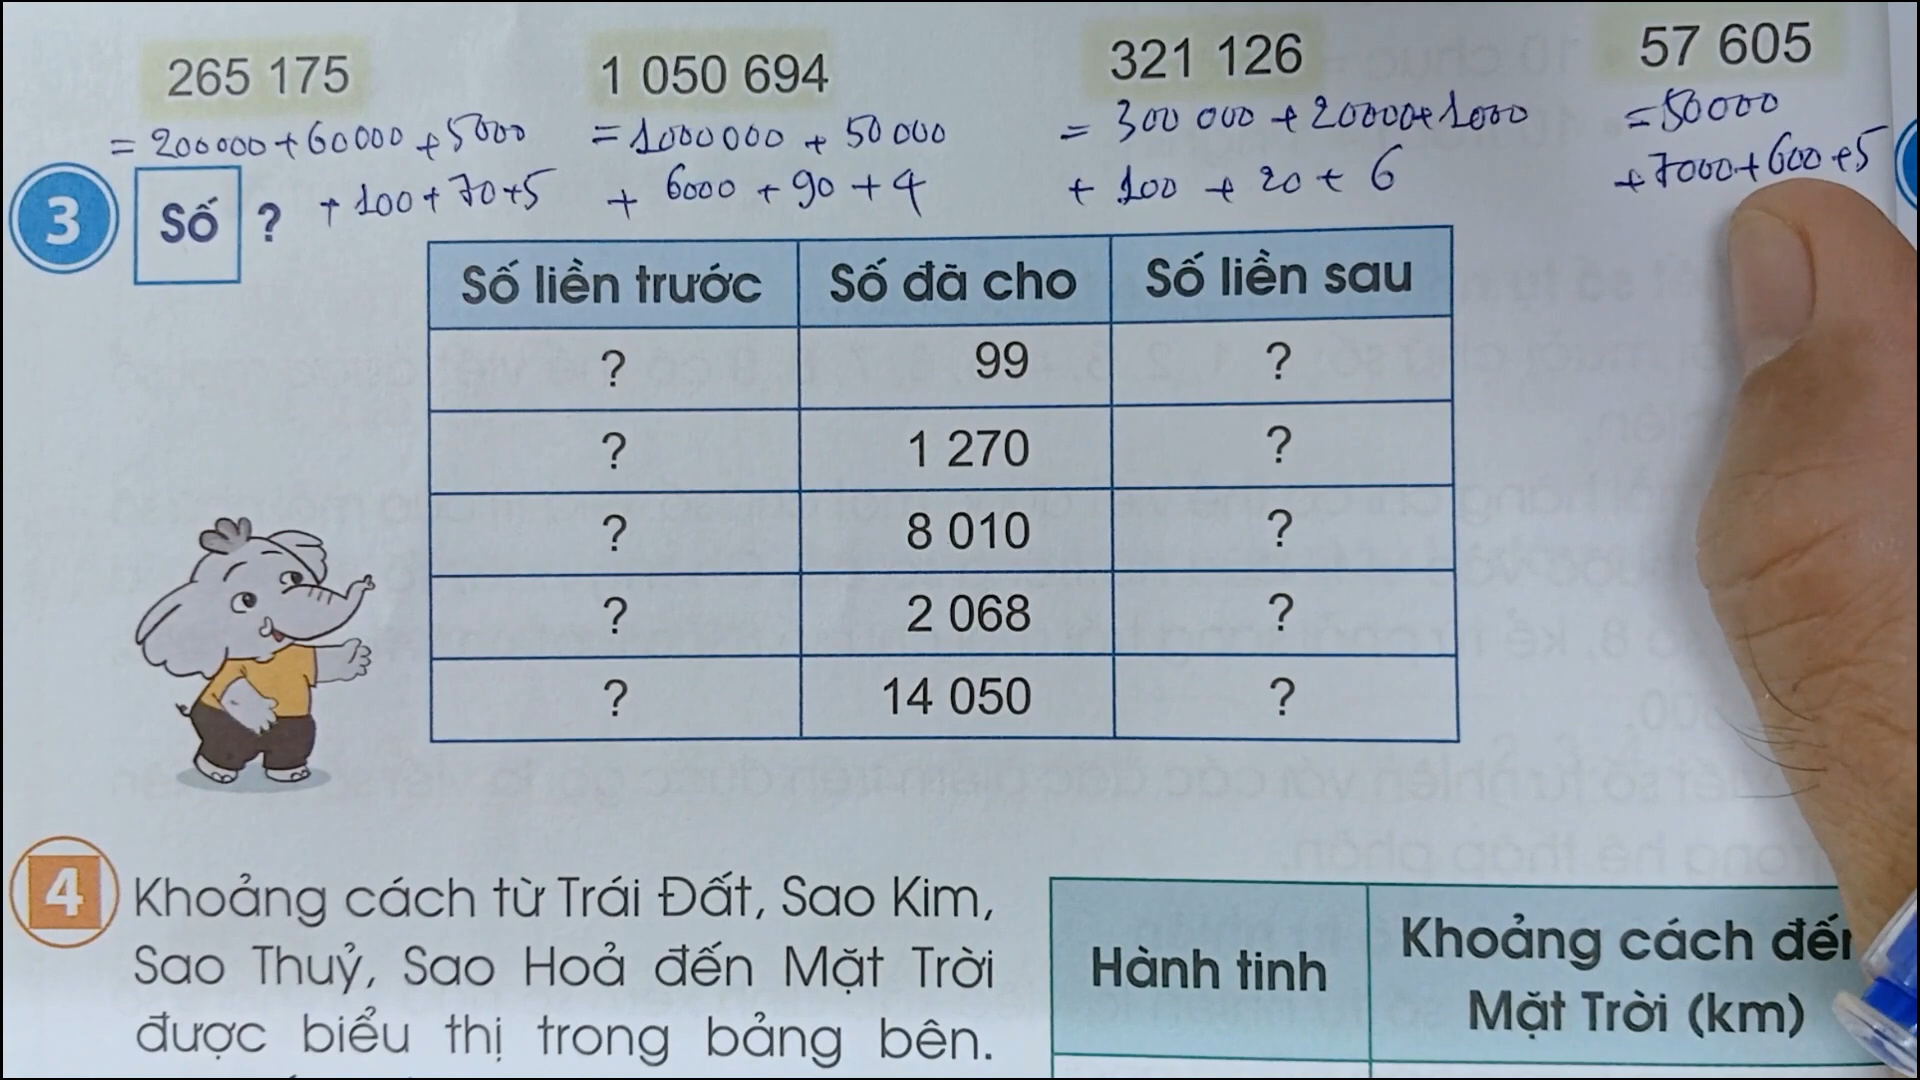 265 175 1 050 694 321 126 57 605
= 200000 + 60000 + 5000 = 1000000 + 50 000 = 300 000 + 20000 + 1000 = 50000
+ 100 + 70 + 5 + 6000 + 90 + 4 + 100 + 20 + 6 + 7000 + 600 + 5
3 Số ?
Số liền trước Số đã cho Số liền sau
? 99 ?
? 1 270 ?
? 8 010 ?
? 2 068 ?
? 14 050 ?
4 Khoảng cách từ Trái Đất, Sao Kim,
Sao Thuỷ, Sao Hoả đến Mặt Trời
được biểu thị trong bảng bên.
Hành tinh
Khoảng cách đến
Mặt Trời (km)